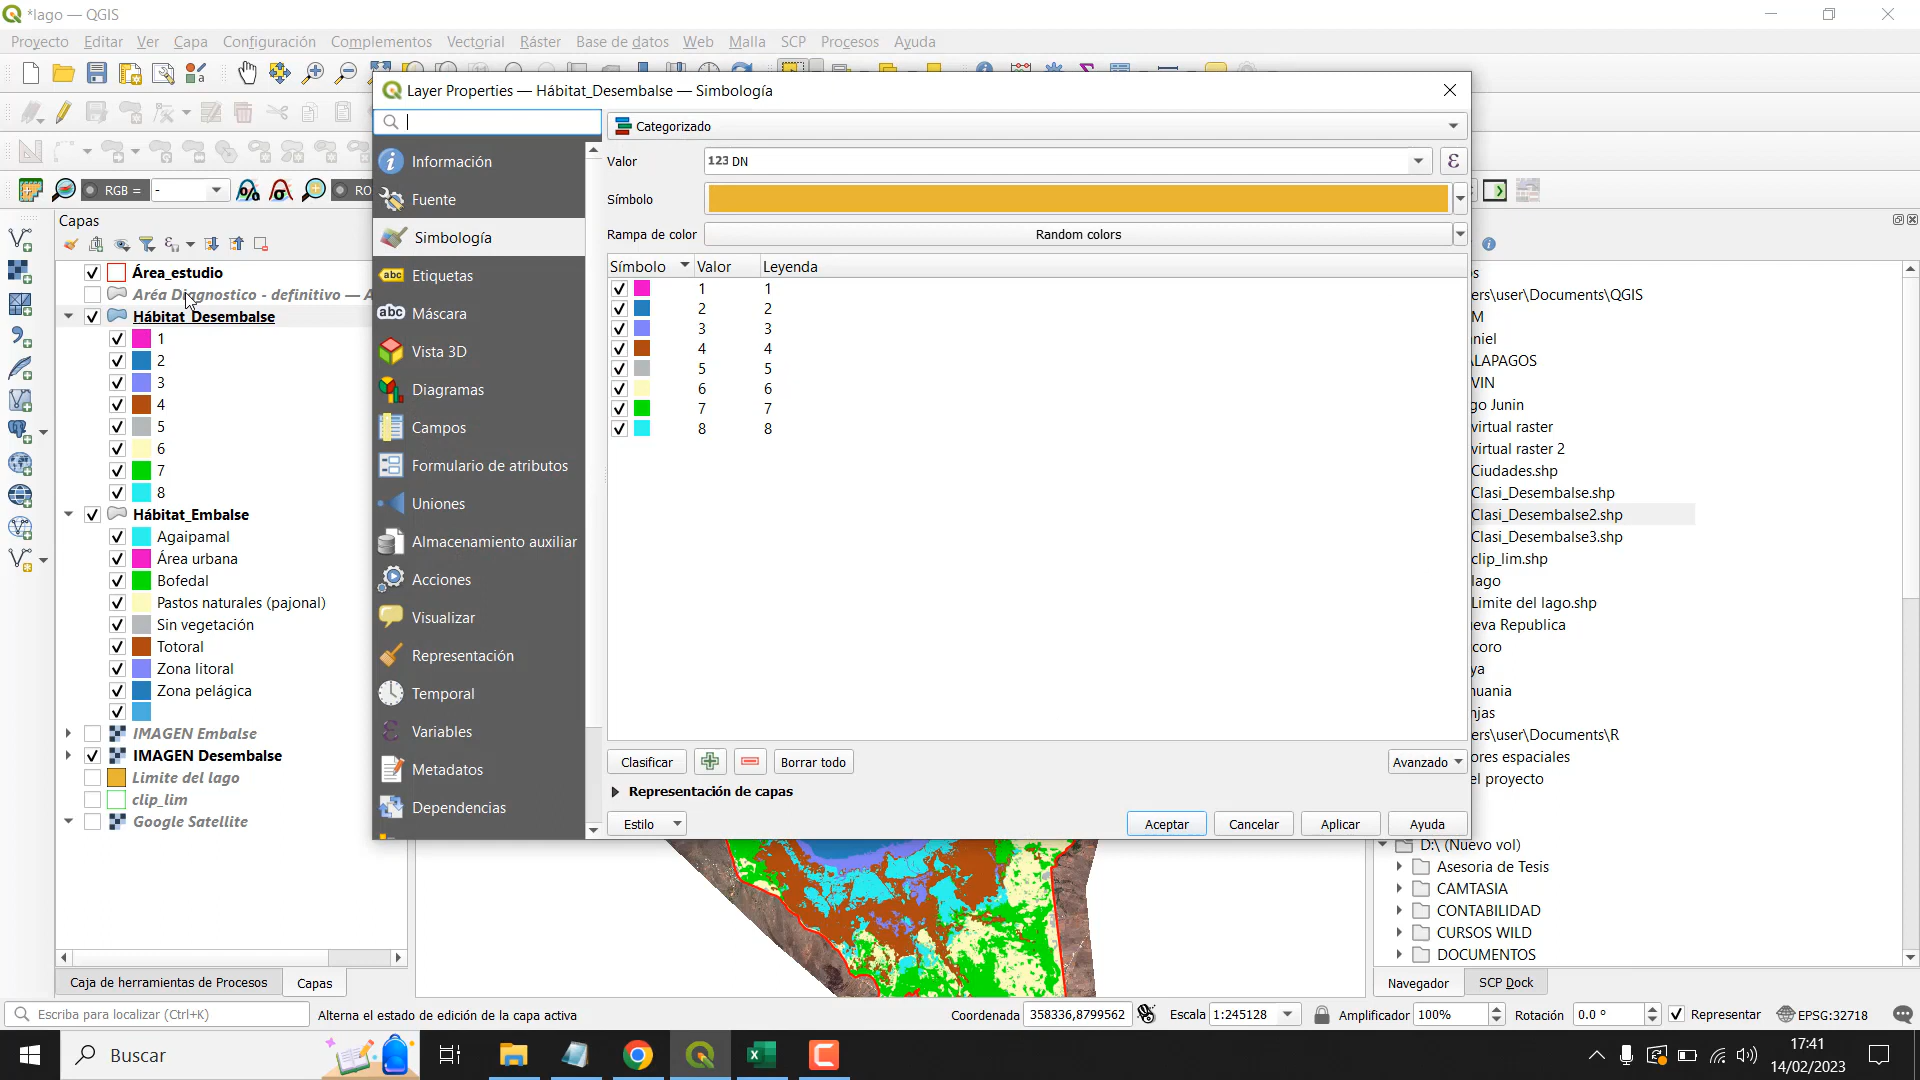 *lago — QGIS
Proyecto Editar Ver Capa Configuración Complementos Vectorial Ráster Base de datos Web Malla SCP Procesos Ayuda
RGB = -
RO
Layer Properties — Hábitat_Desembalse — Simbología
Información
Fuente
Simbología
Etiquetas
Máscara
Vista 3D
Diagramas
Campos
Formulario de atributos
Uniones
Almacenamiento auxiliar
Acciones
Visualizar
Representación
Temporal
Variables
Metadatos
Dependencias
Categorizado
Valor 123 DN
Símbolo
Rampa de color Random colors
Símbolo Valor Leyenda
1 1
2 2
3 3
4 4
5 5
6 6
7 7
8 8
Clasificar Borrar todo Avanzado
Representación de capas
Estilo Aceptar Cancelar Aplicar Ayuda
Capas
Área_estudio
Aréa Diagnostico - definitivo — A
Hábitat_Desembalse
1
2
3
4
5
6
7
8
Hábitat_Embalse
Agaipamal
Área urbana
Bofedal
Pastos naturales (pajonal)
Sin vegetación
Totoral
Zona litoral
Zona pelágica
IMAGEN Embalse
IMAGEN Desembalse
Limite del lago
clip_lim
Google Satellite
Caja de herramientas de Procesos Capas
os
ers\user\Documents\QGIS
M
niel
ALAPAGOS
VIN
go Junin
virtual raster
virtual raster 2
Ciudades.shp
Clasi_Desembalse.shp
Clasi_Desembalse2.shp
Clasi_Desembalse3.shp
clip_lim.shp
lago
Limite del lago.shp
eva Republica
coro
ya
nuania
njas
ers\user\Documents\R
ores espaciales
el proyecto
D:\ (Nuevo vol)
Asesoria de Tesis
CAMTASIA
CONTABILIDAD
CURSOS WILD
DOCUMENTOS
Navegador SCP Dock
Escriba para localizar (Ctrl+K) Alterna el estado de edición de la capa activa Coordenada 358336,8799562 Escala 1:245128 Amplificador 100% Rotación 0.0 ° Representar EPSG:32718
Buscar
17:41
14/02/2023